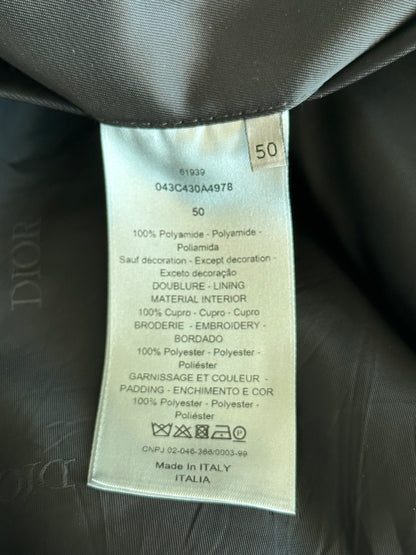 50
61939
043C430A4978
50
100% Polyamide - Polyamide -
Poliamida
Sauf décoration - Except decoration -
Exceto decoração
DOUBLURE - LINING
MATERIAL INTERIOR
100% Cupro - Cupro - Cupro
BRODERIE - EMBROIDERY -
BORDADO
100% Polyester - Polyester -
Poliéster
GARNISSAGE ET COULEUR -
PADDING - ENCHIMENTO E COR
100% Polyester - Polyester -
Poliéster
CNPJ 02-046-366/0003-99
Made In ITALY
ITALIA
DIOR
DIOR